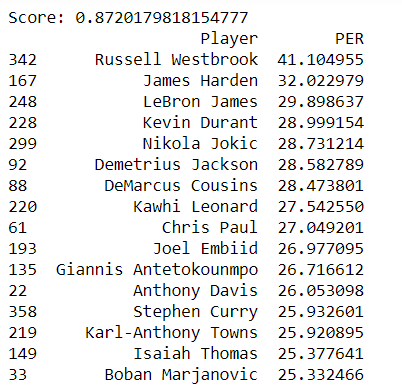 Score: 0.8720179818154777
Player PER
342 Russell Westbrook 41.104955
167 James Harden 32.022979
248 LeBron James 29.898637
228 Kevin Durant 28.999154
299 Nikola Jokic 28.731214
92 Demetrius Jackson 28.582789
88 DeMarcus Cousins 28.473801
220 Kawhi Leonard 27.542550
61 Chris Paul 27.049201
193 Joel Embiid 26.977095
135 Giannis Antetokounmpo 26.716612
22 Anthony Davis 26.053098
358 Stephen Curry 25.932601
219 Karl-Anthony Towns 25.920895
149 Isaiah Thomas 25.377641
33 Boban Marjanovic 25.332466